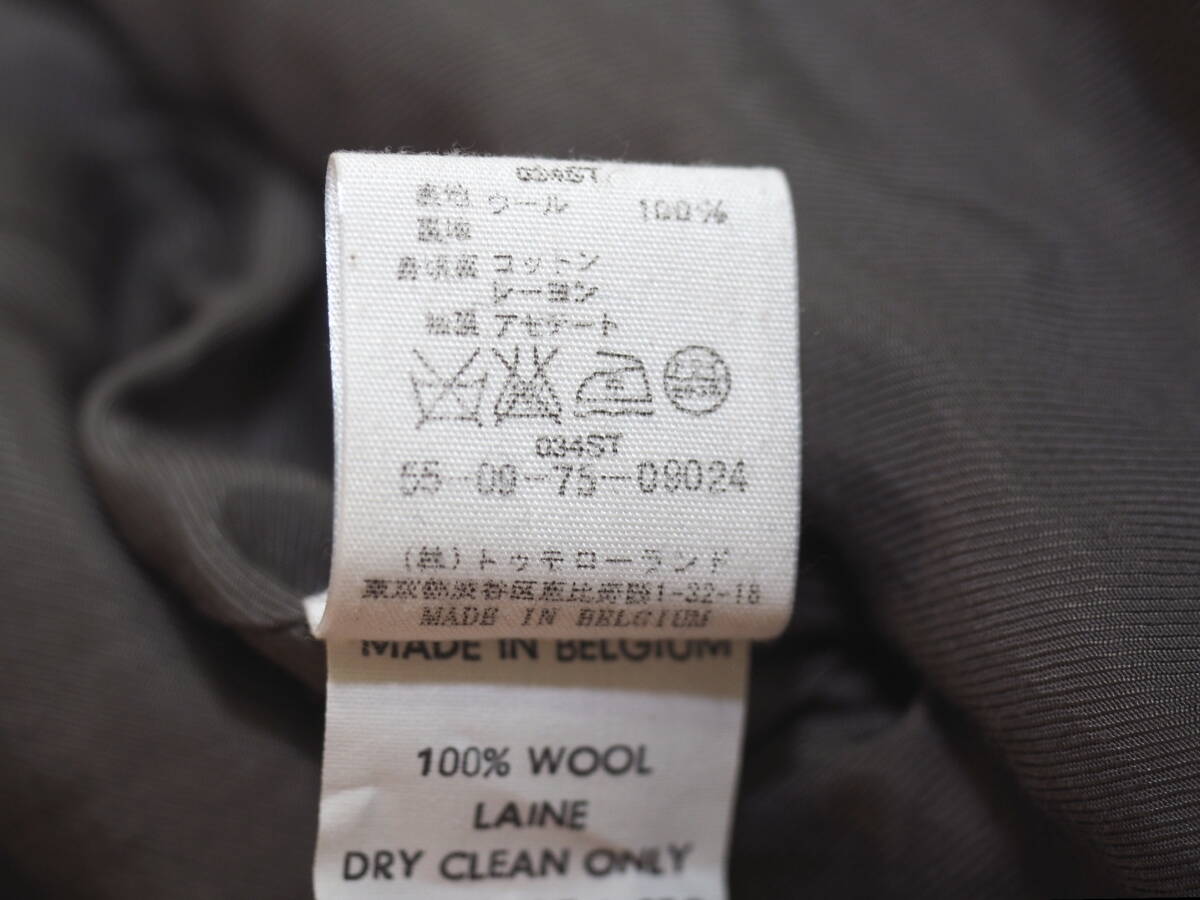 034ST
表地 ウール 100%
裏地
身頃裏 コットン
レーヨン
袖裏 アセテート
034ST
55-09-75-09024
(株)トゥモローランド
東京都渋谷区恵比寿西1-32-18
MADE IN BELGIUM
MADE IN BELGIUM
100% WOOL
LAINE
DRY CLEAN ONLY